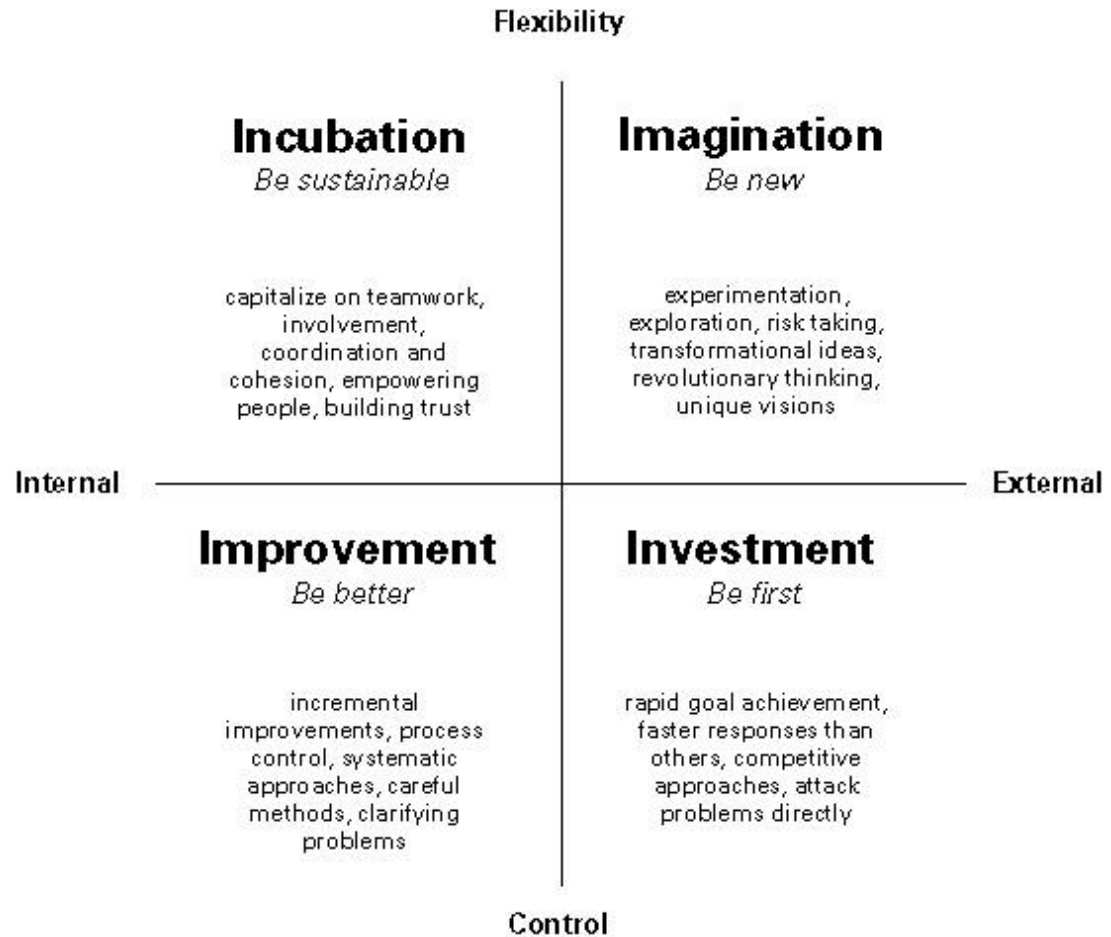 Flexibility
Incubation
Be sustainable
capitalize on teamwork,
involvement,
coordination and
cohesion, empowering
people, building trust
Imagination
Be new
experimentation,
exploration, risk taking,
transformational ideas,
revolutionary thinking,
unique visions
Internal
External
Improvement
Be better
incremental
improvements, process
control, systematic
approaches, careful
methods, clarifying
problems
Investment
Be first
rapid goal achievement,
faster responses than
others, competitive
approaches, attack
problems directly
Control